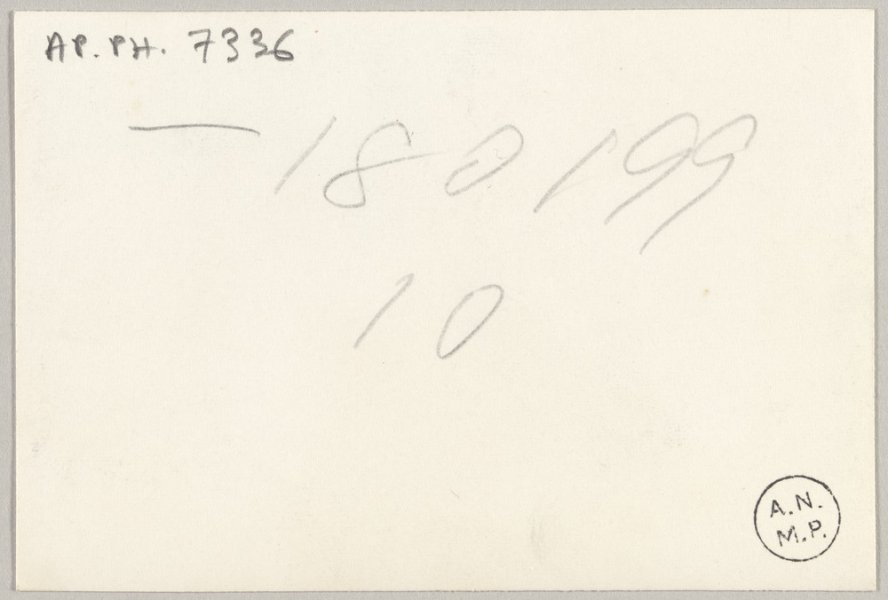 AP. PH. 7336
— 180199
10
A.N.
M.P.